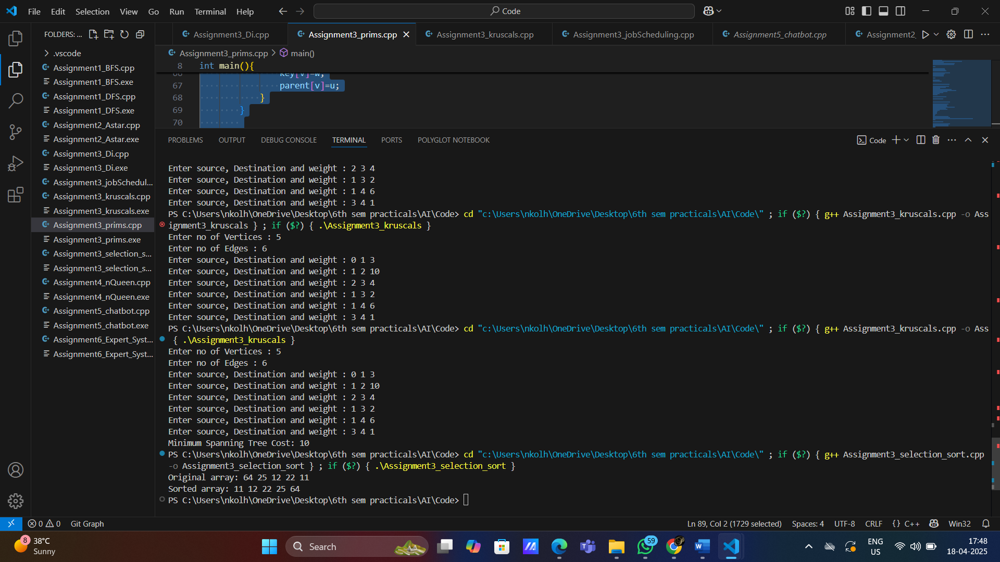 File Edit Selection View Go Run Terminal Help
Code
FOLDERS: ...
Assignment3_Di.cpp
Assignment3_prims.cpp
Assignment3_kruscals.cpp
Assignment3_jobScheduling.cpp
Assignment5_chatbot.cpp
Assignment2_
.vscode
Assignment1_BFS.cpp
Assignment1_BFS.exe
Assignment1_DFS.cpp
Assignment1_DFS.exe
Assignment2_Astar.cpp
Assignment2_Astar.exe
Assignment3_Di.cpp
Assignment3_Di.exe
Assignment3_jobSchedul...
Assignment3_kruscals.cpp
Assignment3_kruscals.exe
Assignment3_prims.cpp
Assignment3_prims.exe
Assignment3_selection_s...
Assignment3_selection_s...
Assignment4_nQueen.cpp
Assignment4_nQueen.exe
Assignment5_chatbot.cpp
Assignment5_chatbot.exe
Assignment6_Expert_Syst...
Assignment6_Expert_Syst...
Assignment3_prims.cpp > main()
8 int main(){
66 key[v]=w;
67 parent[v]=u;
68 }
69 }
70
PROBLEMS OUTPUT DEBUG CONSOLE TERMINAL PORTS POLYGLOT NOTEBOOK
Code
Enter source, Destination and weight : 2 3 4
Enter source, Destination and weight : 1 3 2
Enter source, Destination and weight : 1 4 6
Enter source, Destination and weight : 3 4 1
PS C:\Users\nkolh\OneDrive\Desktop\6th sem practicals\AI\Code> cd "c:\Users\nkolh\OneDrive\Desktop\6th sem practicals\AI\Code\" ; if ($?) { g++ Assignment3_kruscals.cpp -o Ass
ignment3_kruscals } ; if ($?) { .\Assignment3_kruscals }
Enter no of Vertices : 5
Enter no of Edges : 6
Enter source, Destination and weight : 0 1 3
Enter source, Destination and weight : 1 2 10
Enter source, Destination and weight : 2 3 4
Enter source, Destination and weight : 1 3 2
Enter source, Destination and weight : 1 4 6
Enter source, Destination and weight : 3 4 1
PS C:\Users\nkolh\OneDrive\Desktop\6th sem practicals\AI\Code> cd "c:\Users\nkolh\OneDrive\Desktop\6th sem practicals\AI\Code\" ; if ($?) { g++ Assignment3_kruscals.cpp -o Ass
{ .\Assignment3_kruscals }
Enter no of Vertices : 5
Enter no of Edges : 6
Enter source, Destination and weight : 0 1 3
Enter source, Destination and weight : 1 2 10
Enter source, Destination and weight : 2 3 4
Enter source, Destination and weight : 1 3 2
Enter source, Destination and weight : 1 4 6
Enter source, Destination and weight : 3 4 1
Minimum Spanning Tree Cost: 10
PS C:\Users\nkolh\OneDrive\Desktop\6th sem practicals\AI\Code> cd "c:\Users\nkolh\OneDrive\Desktop\6th sem practicals\AI\Code\" ; if ($?) { g++ Assignment3_selection_sort.cpp
-o Assignment3_selection_sort } ; if ($?) { .\Assignment3_selection_sort }
Original array: 64 25 12 22 11
Sorted array: 11 12 22 25 64
PS C:\Users\nkolh\OneDrive\Desktop\6th sem practicals\AI\Code>
0 0 Git Graph
Ln 89, Col 2 (1729 selected) Spaces: 4 UTF-8 CRLF {} C++ Win32
8
38°C
Sunny
Search
59
ENG
US
17:48
18-04-2025